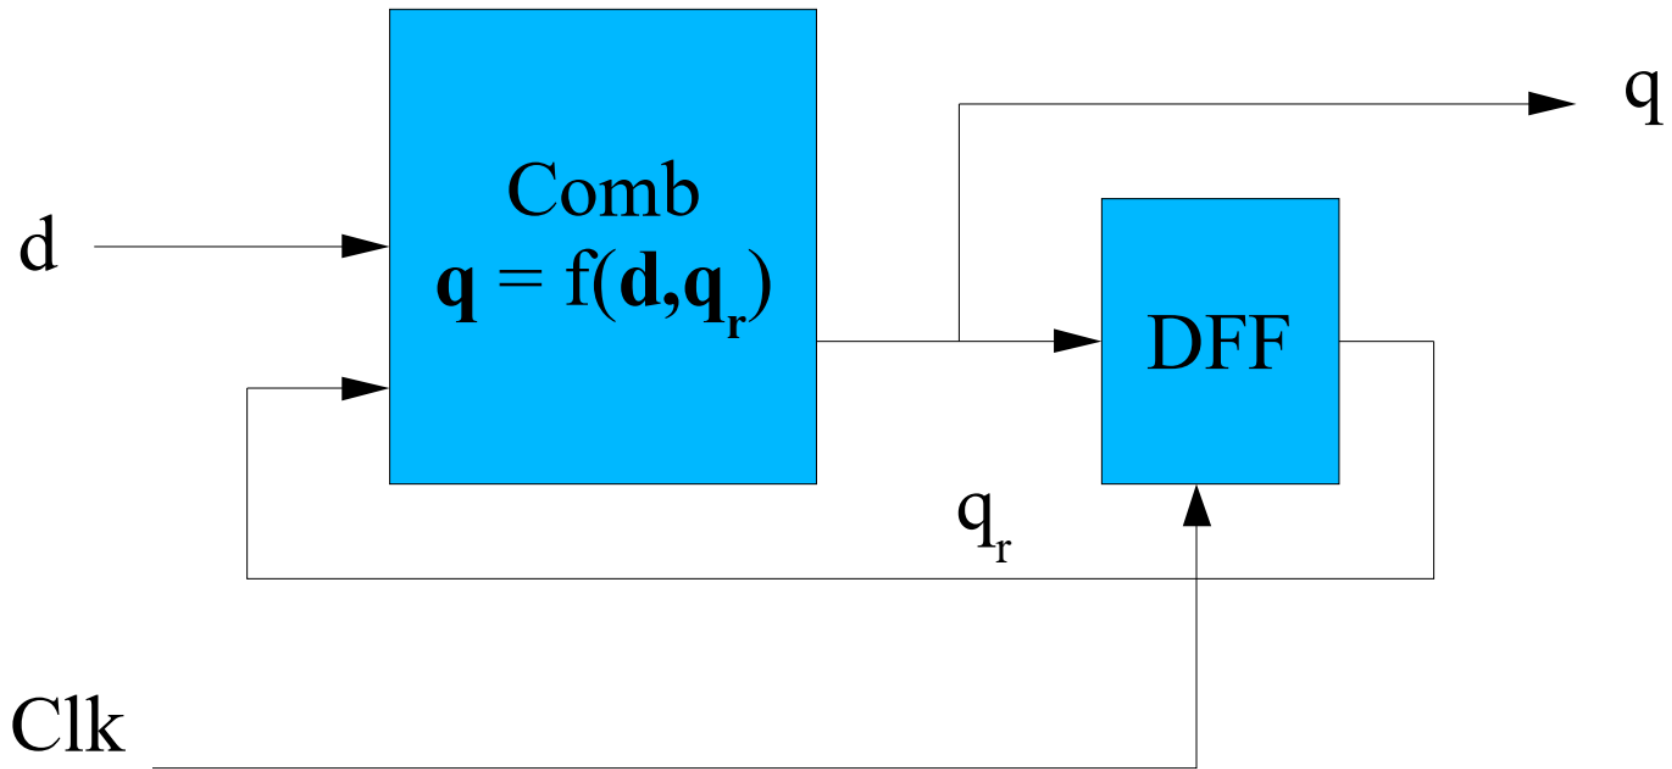 q
Comb
d
q = f(d,qr)
DFF
qr
Clk